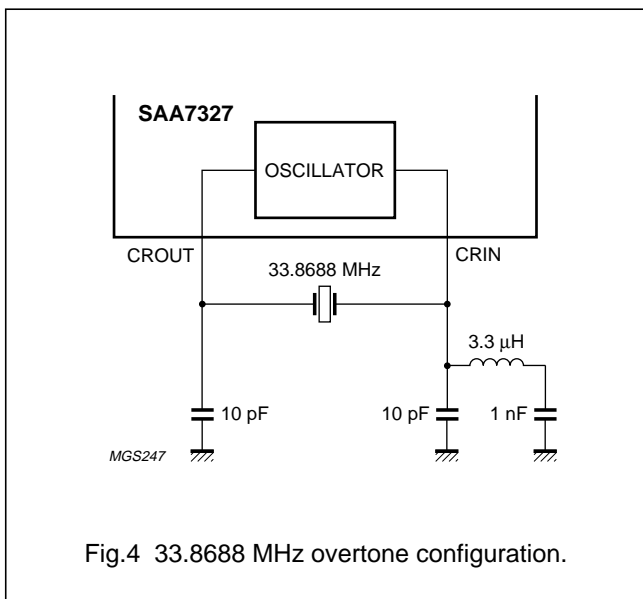 SAA7327
OSCILLATOR
CROUT
CRIN
33.8688 MHz
3.3 μH
10 pF
10 pF
1 nF
MGS247
Fig.4 33.8688 MHz overtone configuration.